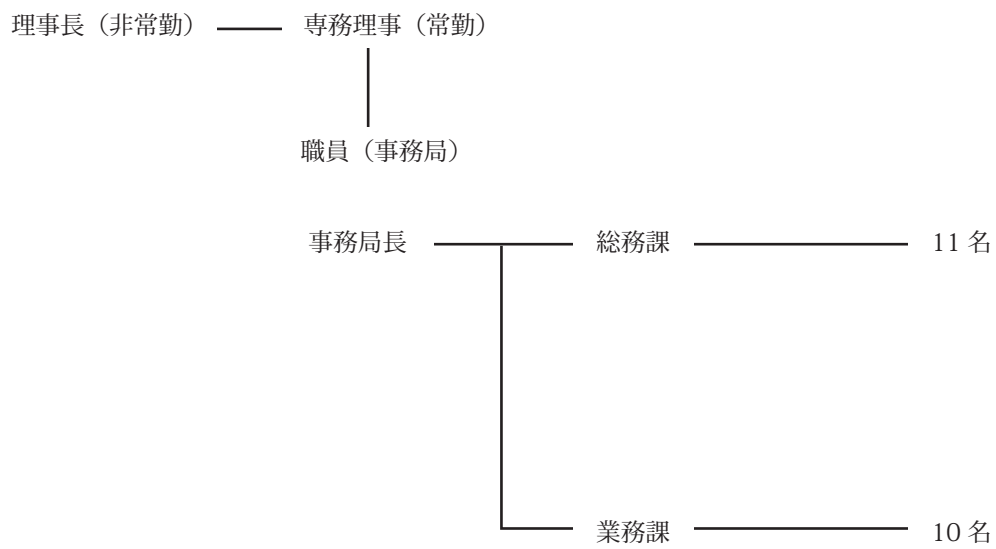 理事長（非常勤） 専務理事（常勤）
職員（事務局）
事務局長 総務課 11 名
業務課 10 名